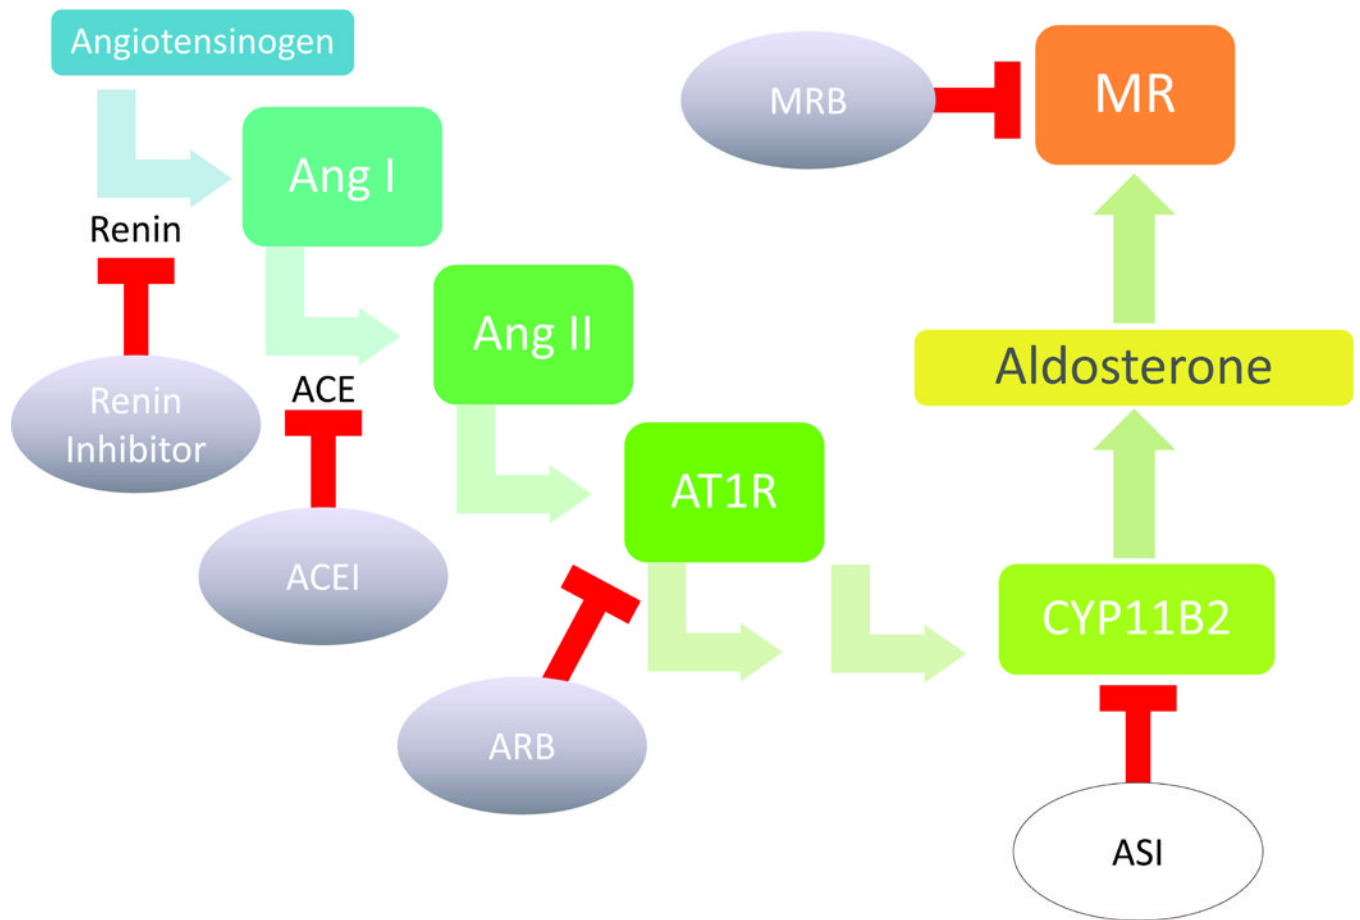 Angiotensinogen
MRB
MR
Ang I
Renin
Ang II
Aldosterone
ACE
Renin
Inhibitor
AT1R
ACEI
CYP11B2
ARB
ASI